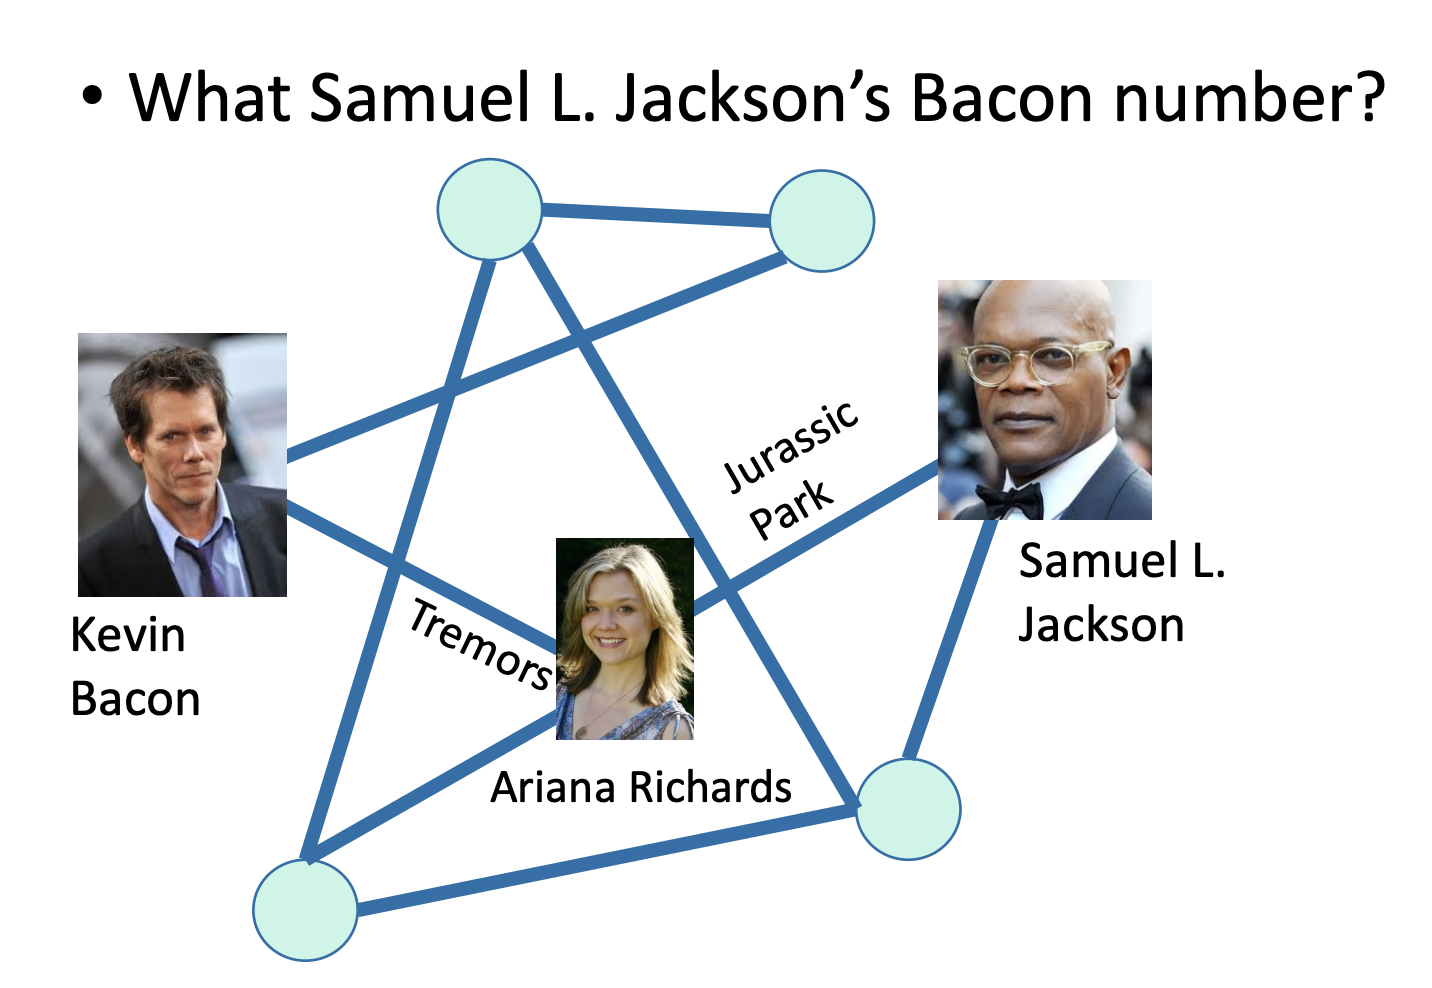 • What Samuel L. Jackson’s Bacon number?
Jurassic
Park
Samuel L.
Jackson
Kevin
Bacon
Tremors
Ariana Richards